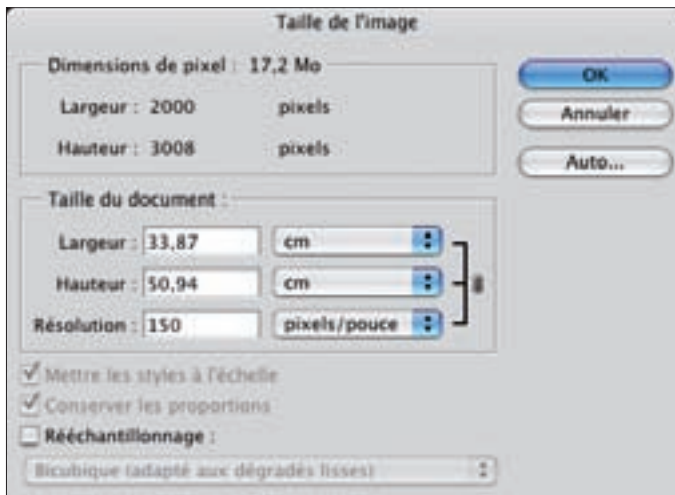 Taille de l'image
Dimensions de pixel : 17,2 Mo
Largeur : 2000 pixels
Hauteur : 3008 pixels
OK
Annuler
Auto...
Taille du document :
Largeur : 33,87 cm
Hauteur : 50,94 cm
Résolution : 150 pixels/pouce
Mettre les styles à l'échelle
Conserver les proportions
Rééchantillonnage :
Bicubique (adapté aux dégradés lisses)